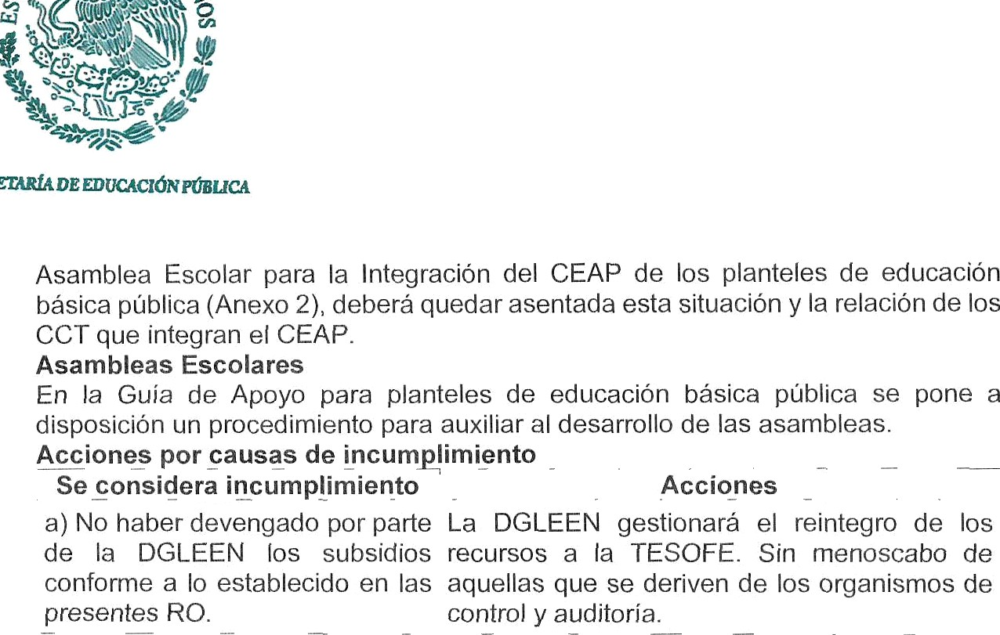 ES
OS
ETARÍA DE EDUCACIÓN PÚBLICA
Asamblea Escolar para la Integración del CEAP de los planteles de educación
básica pública (Anexo 2), deberá quedar asentada esta situación y la relación de los
CCT que integran el CEAP.
Asambleas Escolares
En la Guía de Apoyo para planteles de educación básica pública se pone a
disposición un procedimiento para auxiliar al desarrollo de las asambleas.
Acciones por causas de incumplimiento
Se considera incumplimiento Acciones
a) No haber devengado por parte La DGLEEN gestionará el reintegro de los
de la DGLEEN los subsidios recursos a la TESOFE. Sin menoscabo de
conforme a lo establecido en las aquellas que se deriven de los organismos de
presentes RO. control y auditoría.